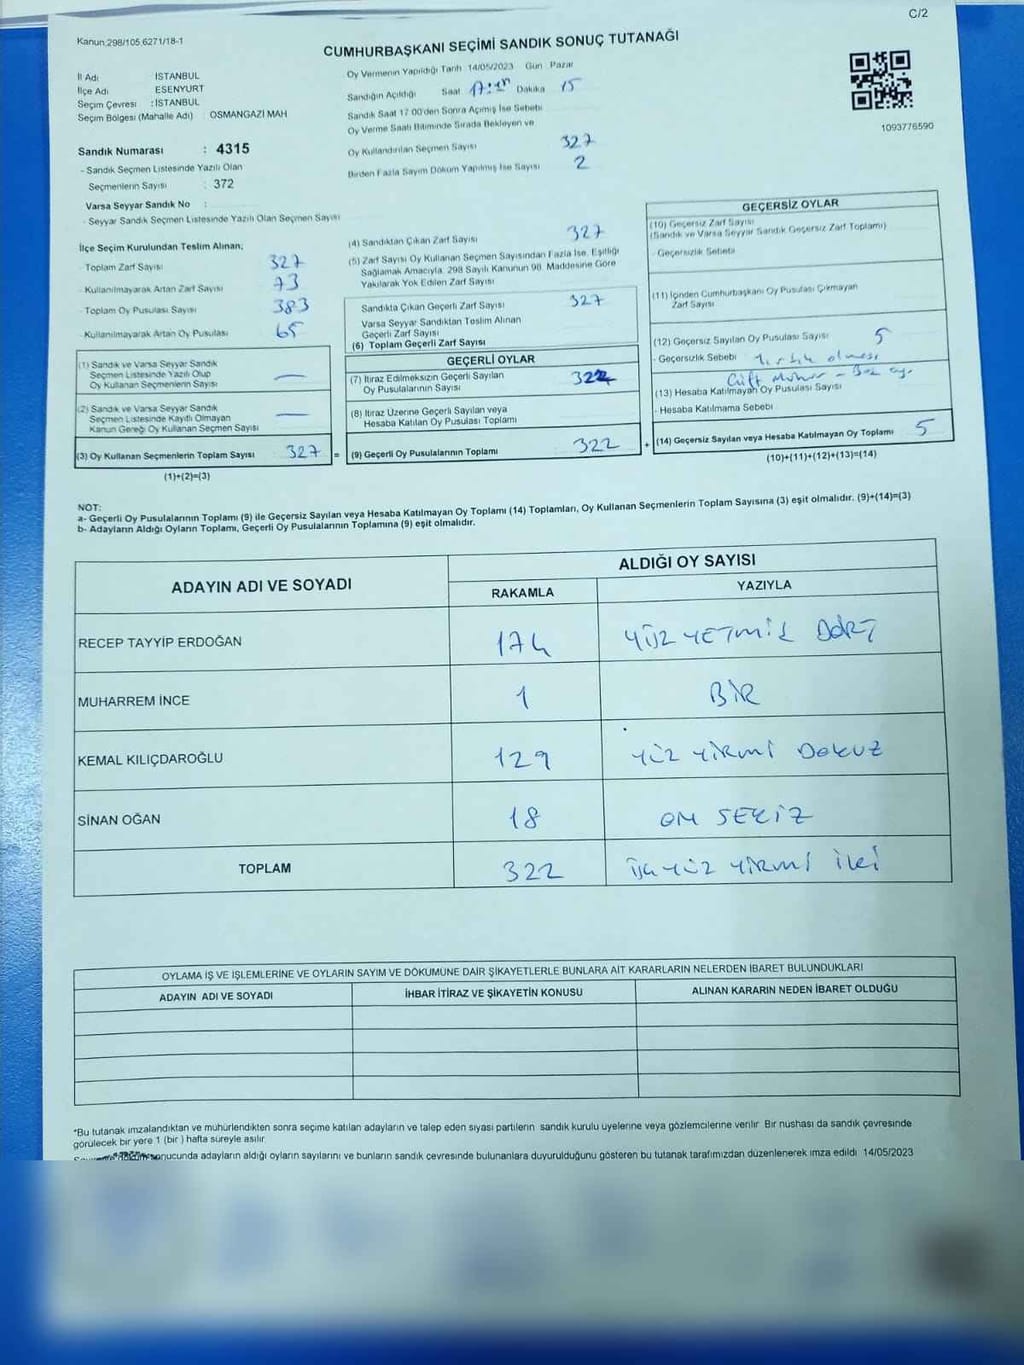 C/2
Kanun 298/105 6271/18-1
CUMHURBAŞKANI SEÇİMİ SANDIK SONUÇ TUTANAĞI
İl Adı İSTANBUL
İlçe Adı ESENYURT
Seçim Çevresi : İSTANBUL
Seçim Bölgesi (Mahalle Adı) OSMANGAZİ MAH
Sandık Numarası : 4315
- Sandık Seçmen Listesinde Yazılı Olan
Seçmenlerin Sayısı : 372
Varsa Seyyar Sandık No :
- Seyyar Sandık Seçmen Listesinde Yazılı Olan Seçmen Sayısı
Oy Vermenin Yapıldığı Tarih 14/05/2023 Gün Pazar
Sandığın Açıldığı Saat 17: Dakika 15
Sandık Saat 17.00'den Sonra Açımış İse Sebebi
Oy Verme Saati Bitiminde Sırada Bekleyen ve
Oy Kullandırılan Seçmen Sayısı 327
Birden Fazla Sayım Döküm Yapılmış İse Sayısı 2
1093776590
İlçe Seçim Kurulundan Teslim Alınan;
Toplam Zarf Sayısı 327
- Kullanılmayarak Artan Zarf Sayısı 73
- Toplam Oy Pusulası Sayısı 383
- Kullanılmayarak Artan Oy Pusulası 65
(1) Sandık ve Varsa Seyyar Sandık
Seçmen Listesinde Yazılı Olup
Oy Kullanan Seçmenlerin Sayısı —
(2) Sandık ve Varsa Seyyar Sandık
Seçmen Listesinde Kayıtlı Olmayan
Kanun Gereği Oy Kullanan Seçmen Sayısı —
(3) Oy Kullanan Seçmenlerin Toplam Sayısı 327 =
(1)+(2)=(3)
(4) Sandıktan Çıkan Zarf Sayısı 327
(5) Zarf Sayısı Oy Kullanan Seçmen Sayısından Fazla İse, Eşitliği
Sağlamak Amacıyla, 298 Sayılı Kanunun 98. Maddesine Göre
Yakılarak Yok Edilen Zarf Sayısı
Sandıkta Çıkan Geçerli Zarf Sayısı 327
Varsa Seyyar Sandıktan Teslim Alınan
Geçerli Zarf Sayısı
(6) Toplam Geçerli Zarf Sayısı
GEÇERLİ OYLAR
(7) İtiraz Edilmeksizin Geçerli Sayılan
Oy Pusulalarının Sayısı 322
(8) İtiraz Üzerine Geçerli Sayılan veya
Hesaba Katılan Oy Pusulası Toplamı
(9) Geçerli Oy Pusulalarının Toplamı 322 +
GEÇERSİZ OYLAR
(10) Geçersiz Zarf Sayısı
(Sandık ve Varsa Seyyar Sandık Geçersiz Zarf Toplamı)
- Geçersizlik Sebebi
(11) İçinden Cumhurbaşkanı Oy Pusulası Çıkmayan
Zarf Sayısı
(12) Geçersiz Sayılan Oy Pusulası Sayısı 5
- Geçersizlik Sebebi Yırtık olması
Çift Mühür -
(13) Hesaba Katılmayan Oy Pusulası Sayısı
- Hesaba Katılmama Sebebi
(14) Geçersiz Sayılan veya Hesaba Katılmayan Oy Toplamı 5
(10)+(11)+(12)+(13)=(14)
NOT:
a- Geçerli Oy Pusulalarının Toplamı (9) ile Geçersiz Sayılan veya Hesaba Katılmayan Oy Toplamı (14) Toplamları, Oy Kullanan Seçmenlerin Toplam Sayısına (3) eşit olmalıdır. (9)+(14)=(3)
b- Adayların Aldığı Oyların Toplamı, Geçerli Oy Pusulalarının Toplamına (9) eşit olmalıdır.
ADAYIN ADI VE SOYADI
ALDIĞI OY SAYISI
RAKAMLA YAZIYLA
RECEP TAYYİP ERDOĞAN 174 YÜZ YETMİŞ DÖRT
MUHARREM İNCE 1 BİR
KEMAL KILIÇDAROĞLU 129 YÜZ YİRMİ DOKUZ
SİNAN OĞAN 18 ON SEKİZ
TOPLAM 322 üç yüz yirmi iki
OYLAMA İŞ VE İŞLEMLERİNE VE OYLARIN SAYIM VE DÖKÜMÜNE DAİR ŞİKAYETLERLE BUNLARA AİT KARARLARIN NELERDEN İBARET BULUNDUKLARI
ADAYIN ADI VE SOYADI İHBAR İTİRAZ VE ŞİKAYETİN KONUSU ALINAN KARARIN NEDEN İBARET OLDUĞU
*Bu tutanak imzalandıktan ve mühürlendikten sonra seçime katılan adayların ve talep eden siyasi partilerin sandık kurulu üyelerine veya gözlemcilerine verilir Bir nushası da sandık çevresinde
görülecek bir yere 1 (bir) hafta süreyle asılır
sonucunda adayların aldığı oyların sayılarını ve bunların sandık çevresinde bulunanlara duyurulduğunu gösteren bu tutanak tarafımızdan düzenlenerek imza edildi 14/05/2023